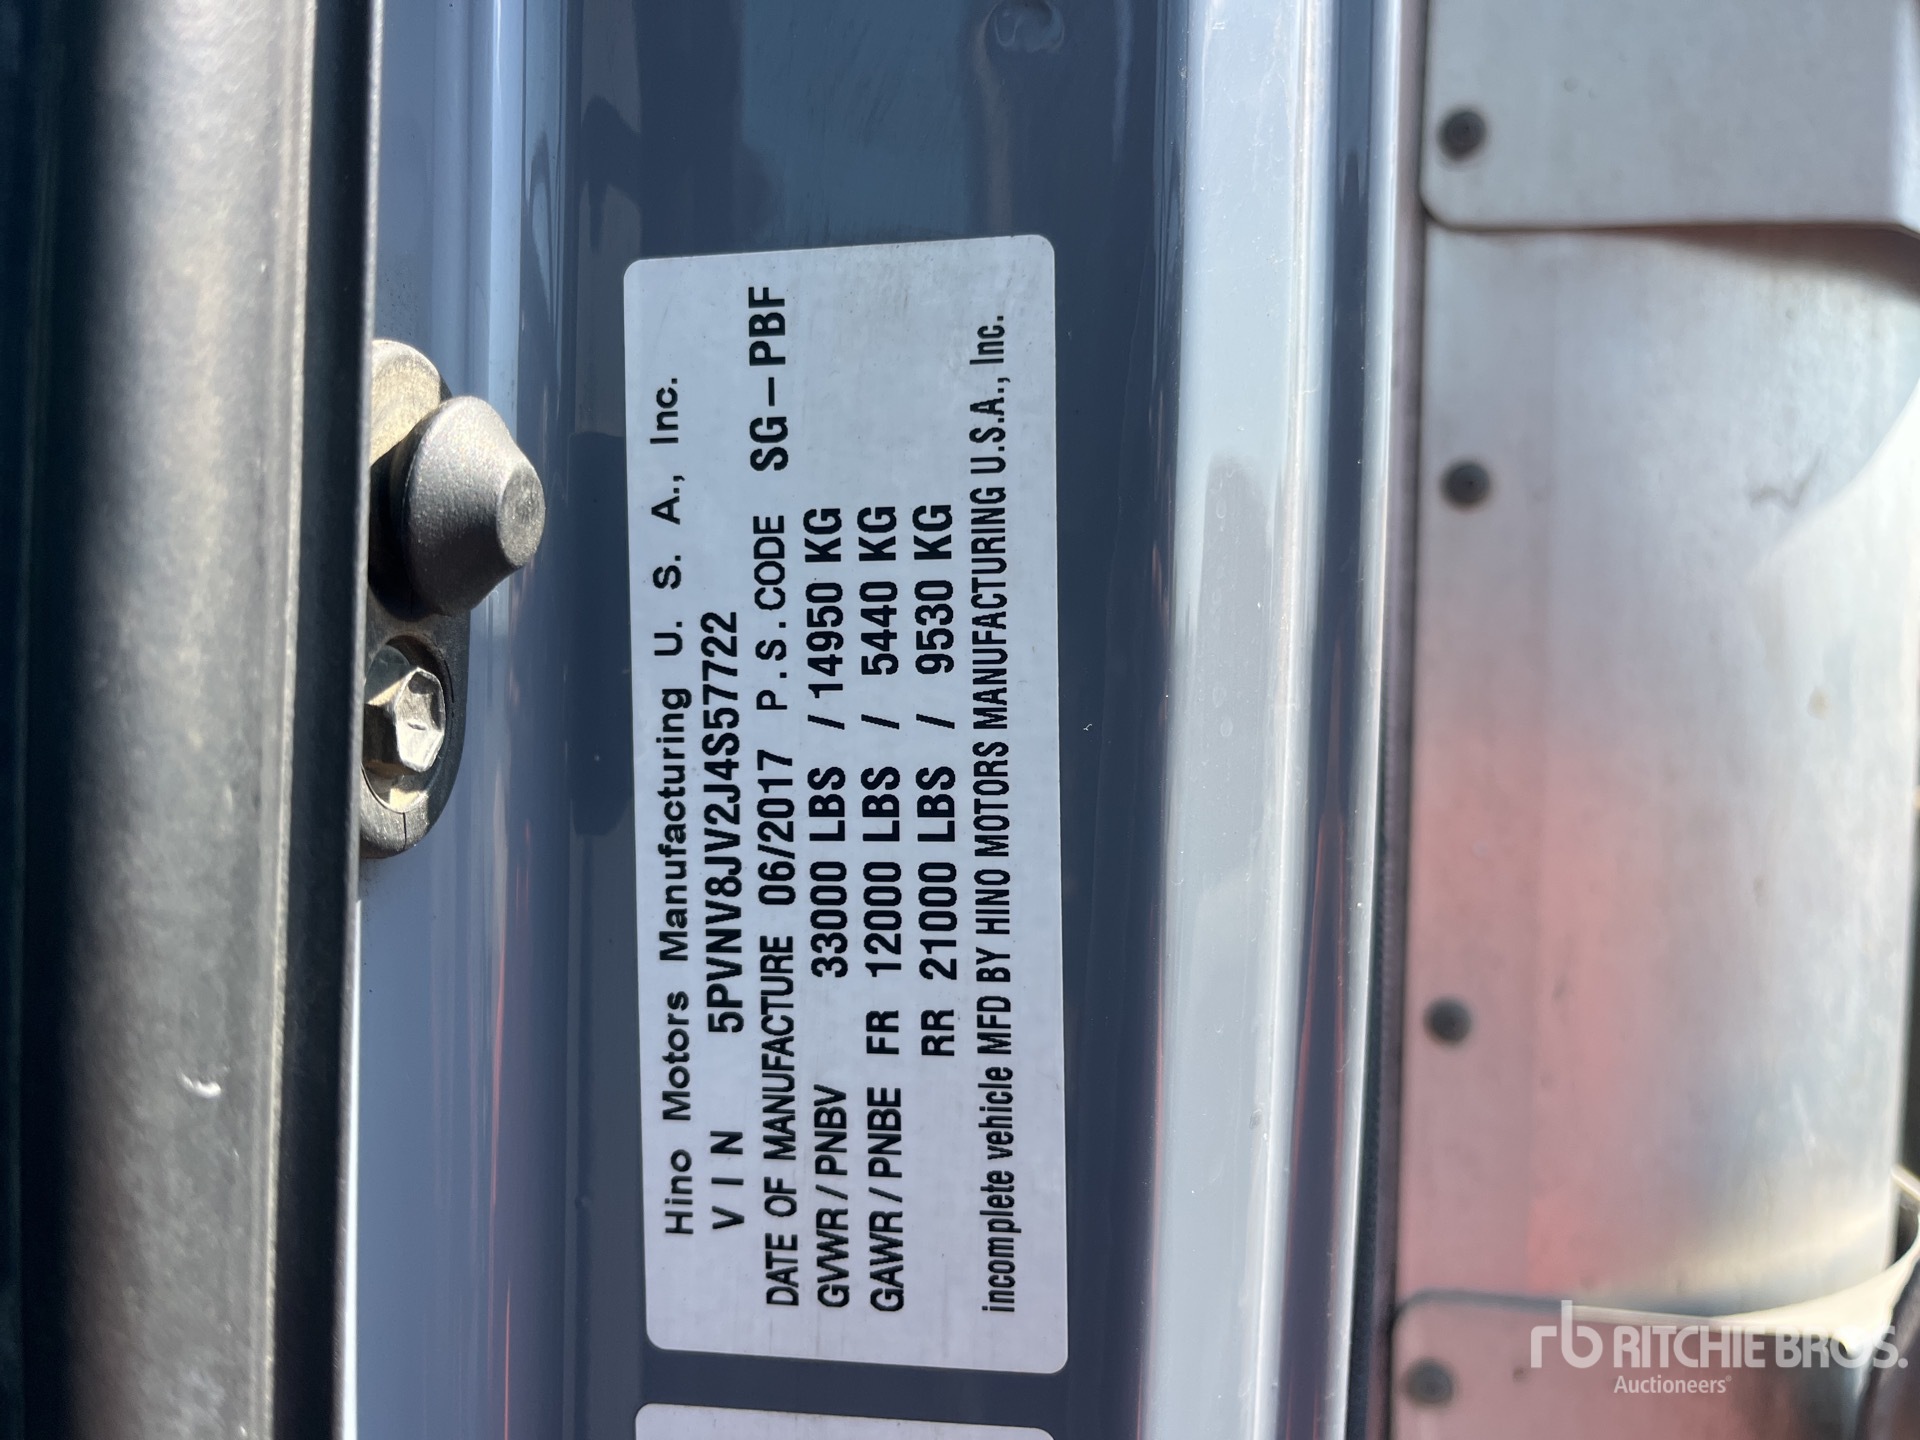 Hino Motors Manufacturing U. S. A., Inc.
VIN 5PVNV8JV2J4S57722
DATE OF MANUFACTURE 06/2017 P.S.CODE SG-PBF
GVWR/PNBV 33000 LBS / 14950 KG
GAWR/PNBE FR 12000 LBS / 5440 KG
RR 21000 LBS / 9530 KG
incomplete vehicle MFD BY HINO MOTORS MANUFACTURING U.S.A., Inc.
rb RITCHIE BROS.
Auctioneers